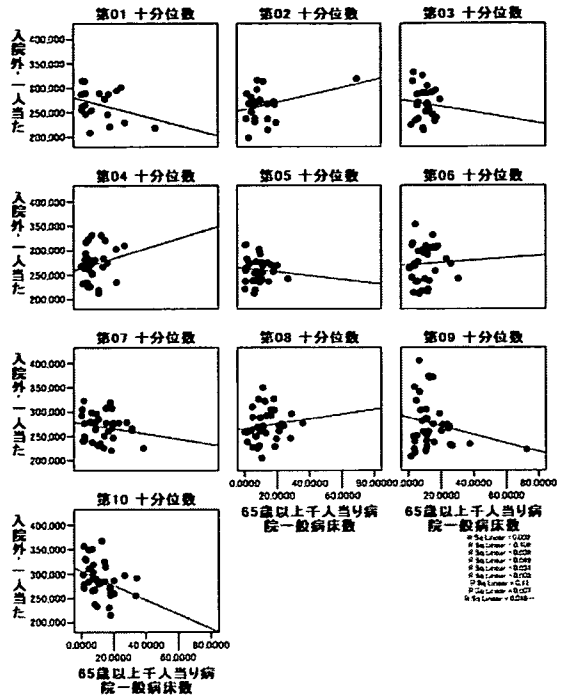 第01 十分位数
第02 十分位数
第03 十分位数
入院外・一人当た
400.000
350.000
300.000
250.000
200.000
第04 十分位数
第05 十分位数
第06 十分位数
入院外・一人当た
400.000
350.000
300.000
250.000
200.000
第07 十分位数
第08 十分位数
第09 十分位数
入院外・一人当た
400.000
350.000
300.000
250.000
200.000
0.0000
40.0000
80.0000
0.0000
40.0000
80.0000
20.0000
60.0000
20.0000
60.0000
65歳以上千人当り病
院一般病床数
65歳以上千人当り病
院一般病床数
第10 十分位数
入院外・一人当た
400.000
350.000
300.000
250.000
200.000
0.0000
40.0000
80.0000
20.0000
60.0000
65歳以上千人当り病
院一般病床数